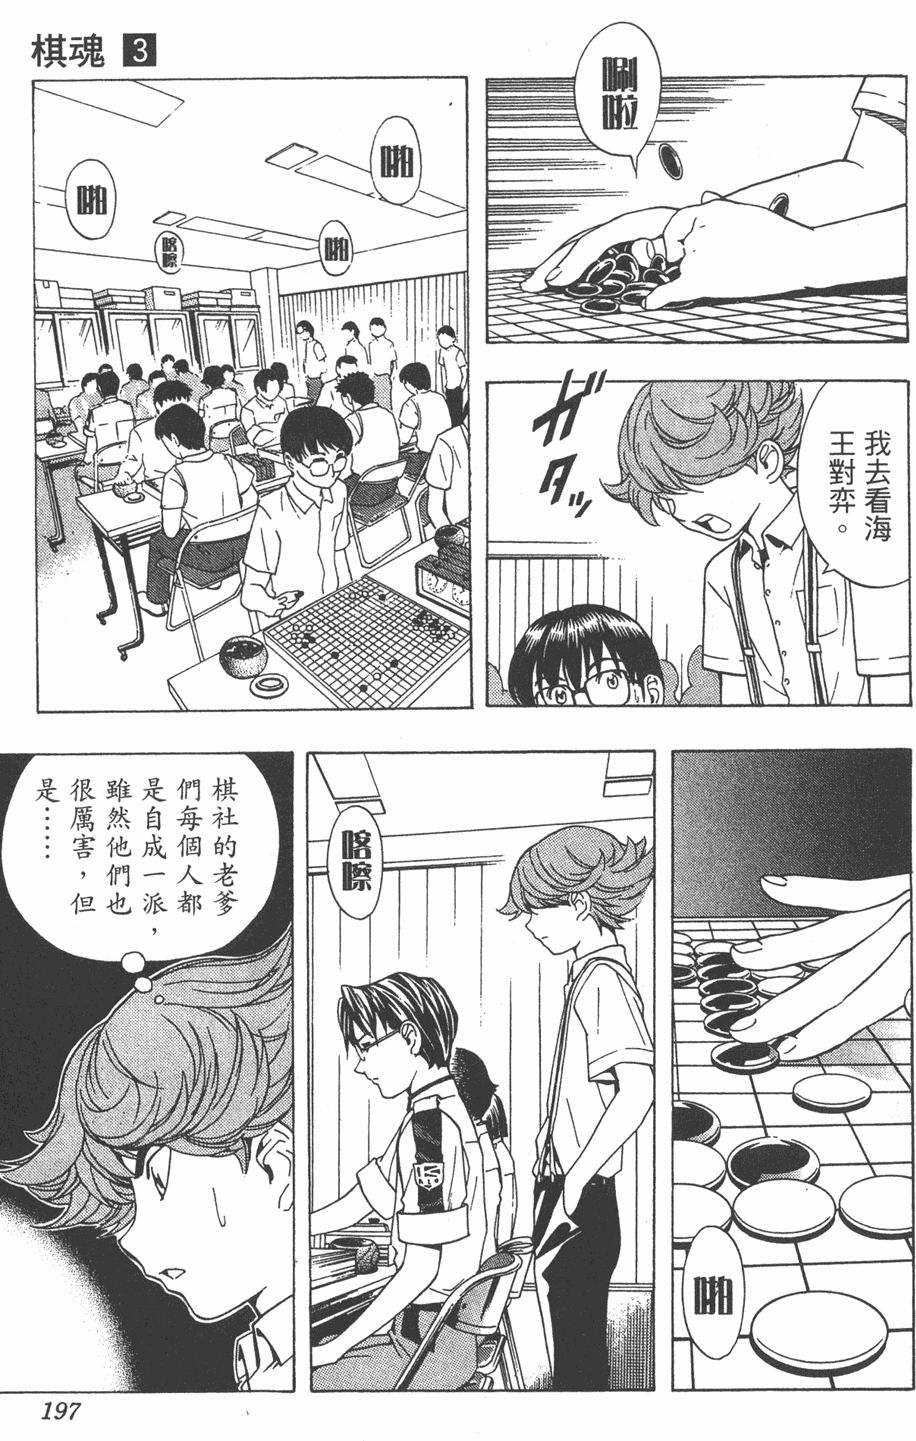 棋魂 3
唰啦
ガタッ
我去看海
王對弈。
啪
啪
喀嚓
啪
啪
喀嚓
棋社的老爹
們每個人都
是自成一派，
雖然他們也
很厲害，但
是……
197